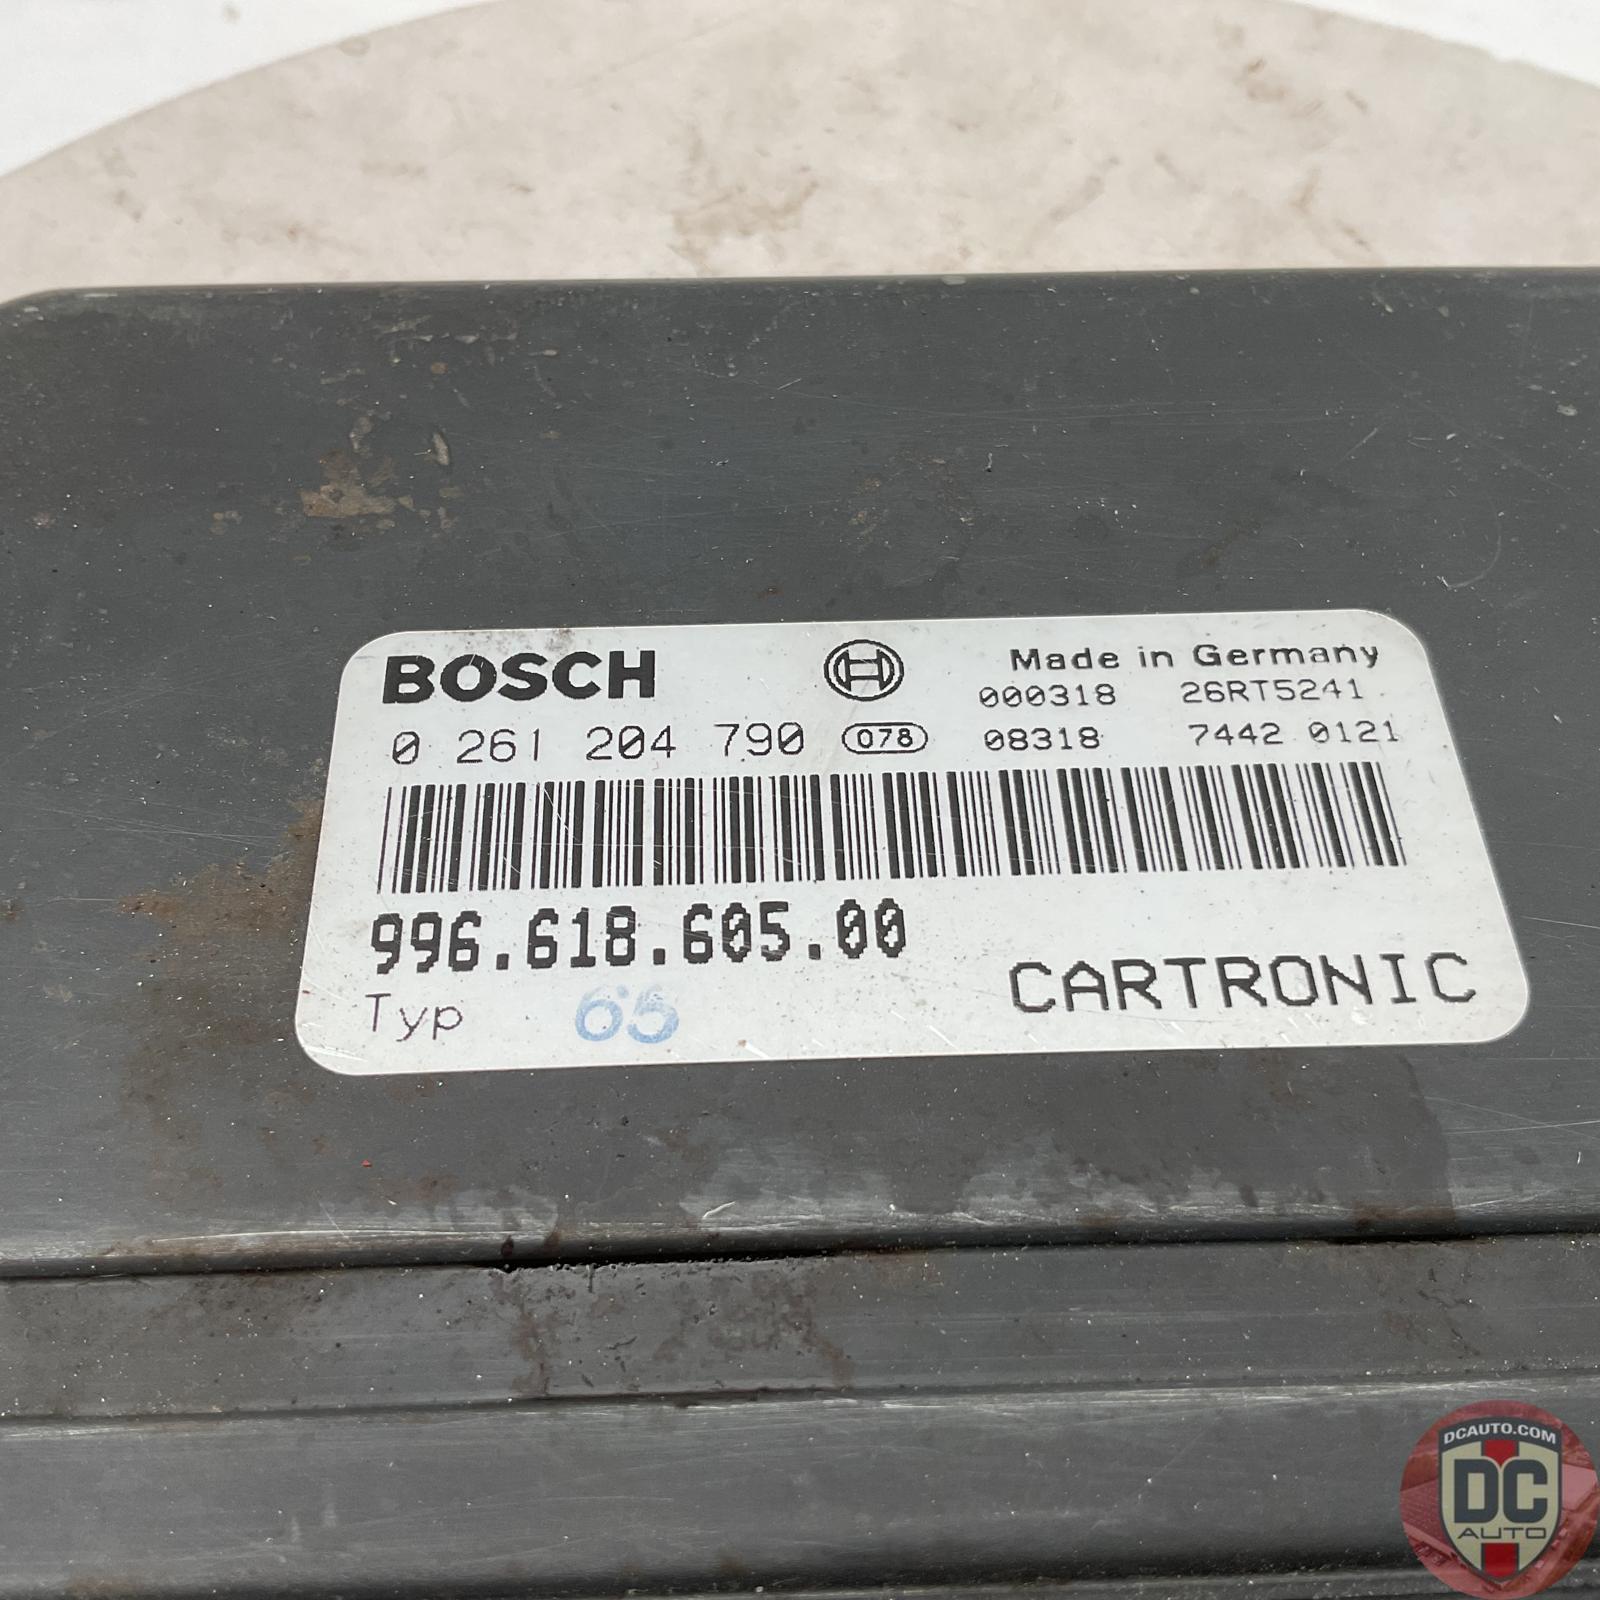 BOSCH
Made in Germany
000318 26RT5241
0 261 204 790 078 08318 7442 0121
996.618.605.00
CARTRONIC
Typ 65
DCAUTO.COM
DC
AUTO